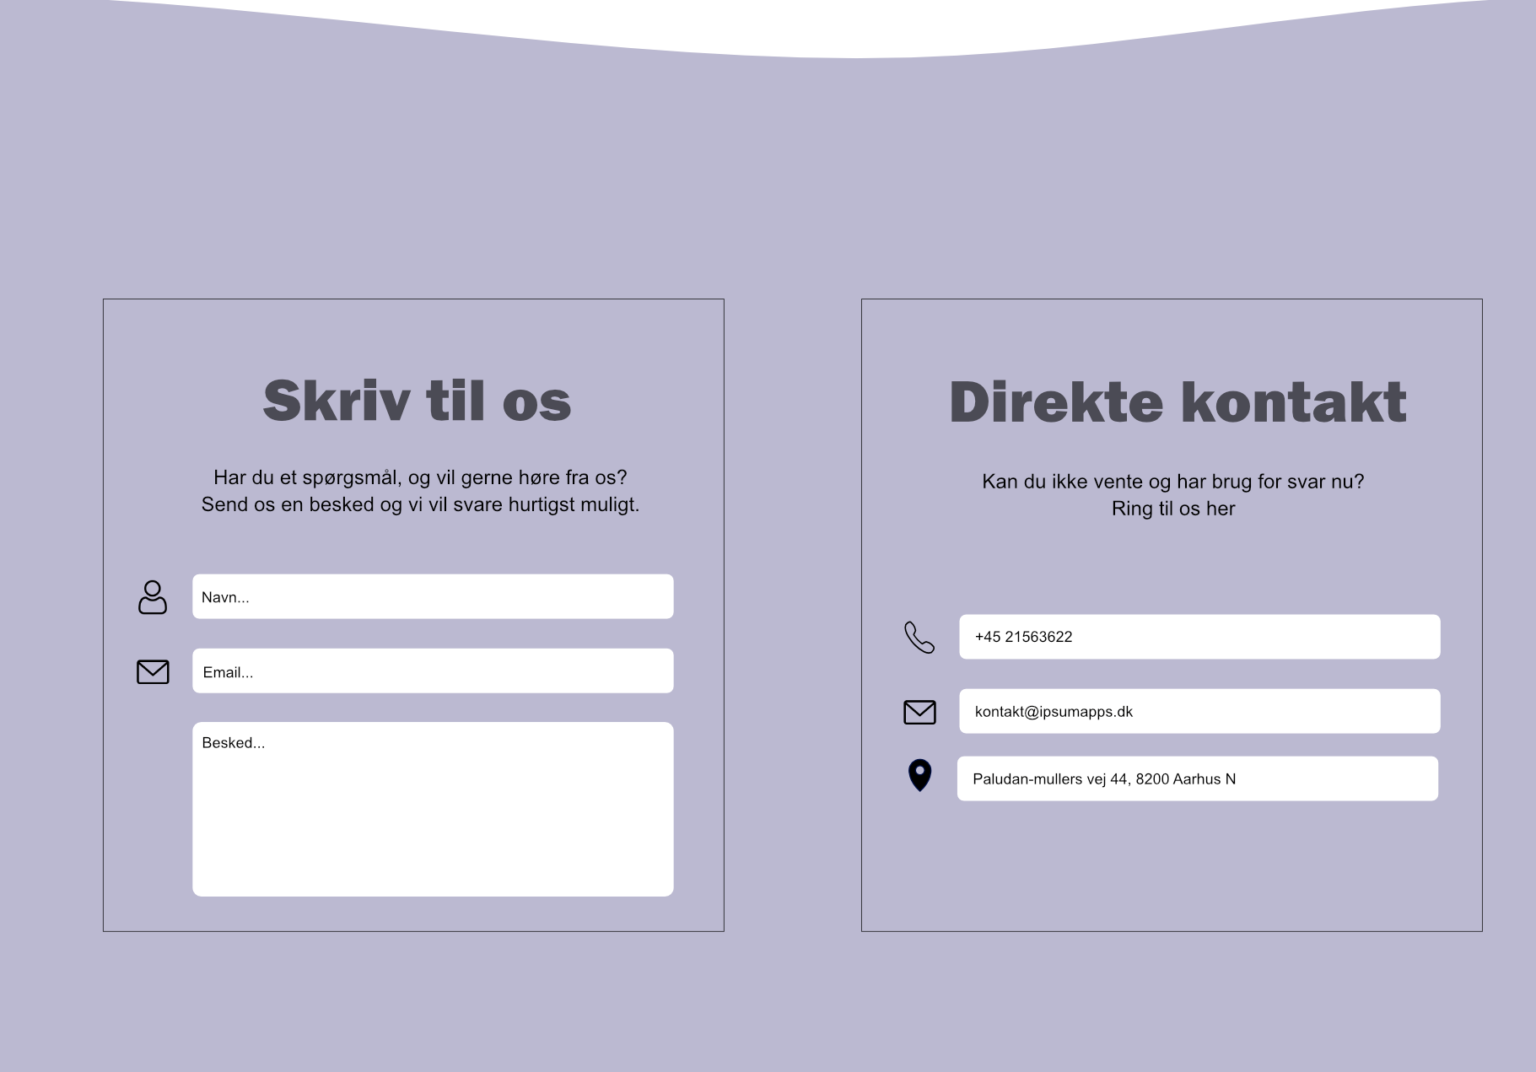 Skriv til os
Har du et spørgsmål, og vil gerne høre fra os?
Send os en besked og vi vil svare hurtigst muligt.
Navn...
Email...
Besked...
Direkte kontakt
Kan du ikke vente og har brug for svar nu?
Ring til os her
+45 21563622
kontakt@ipsumapps.dk
Paludan-mullers vej 44, 8200 Aarhus N